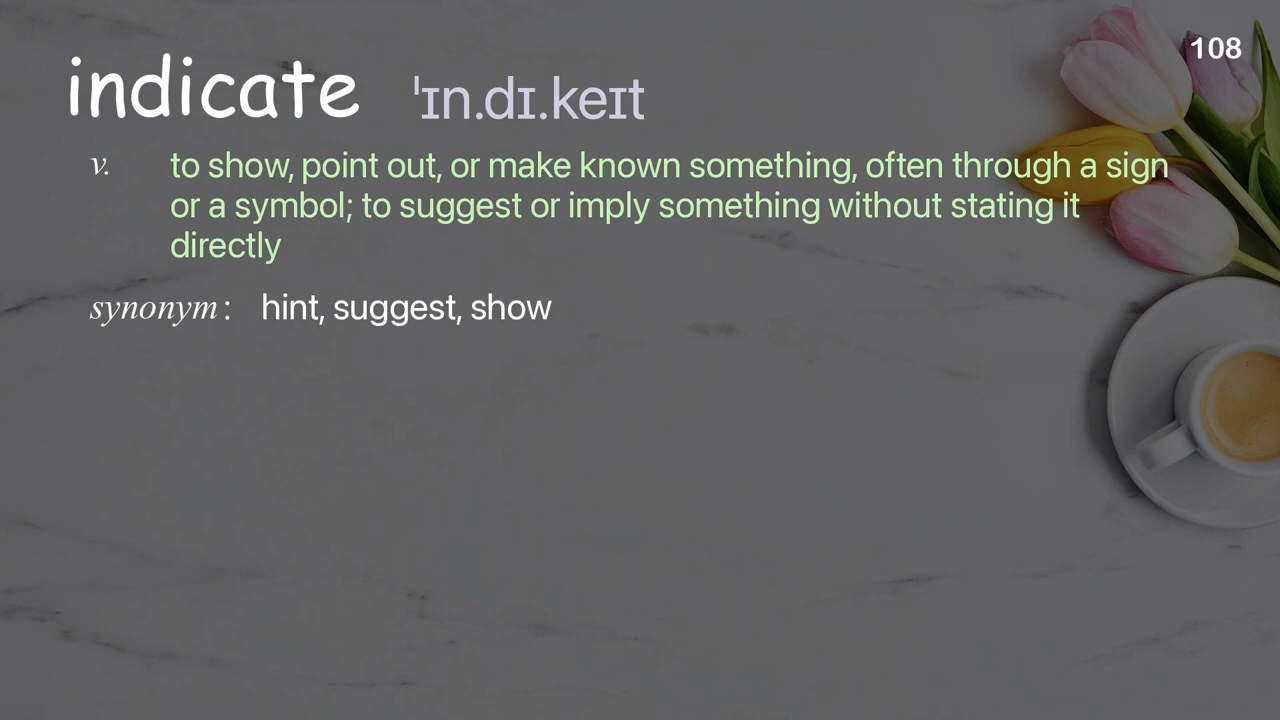 108
indicate ˈɪn.dɪ.keɪt
v. to show, point out, or make known something, often through a sign
or a symbol; to suggest or imply something without stating it
directly
synonym: hint, suggest, show